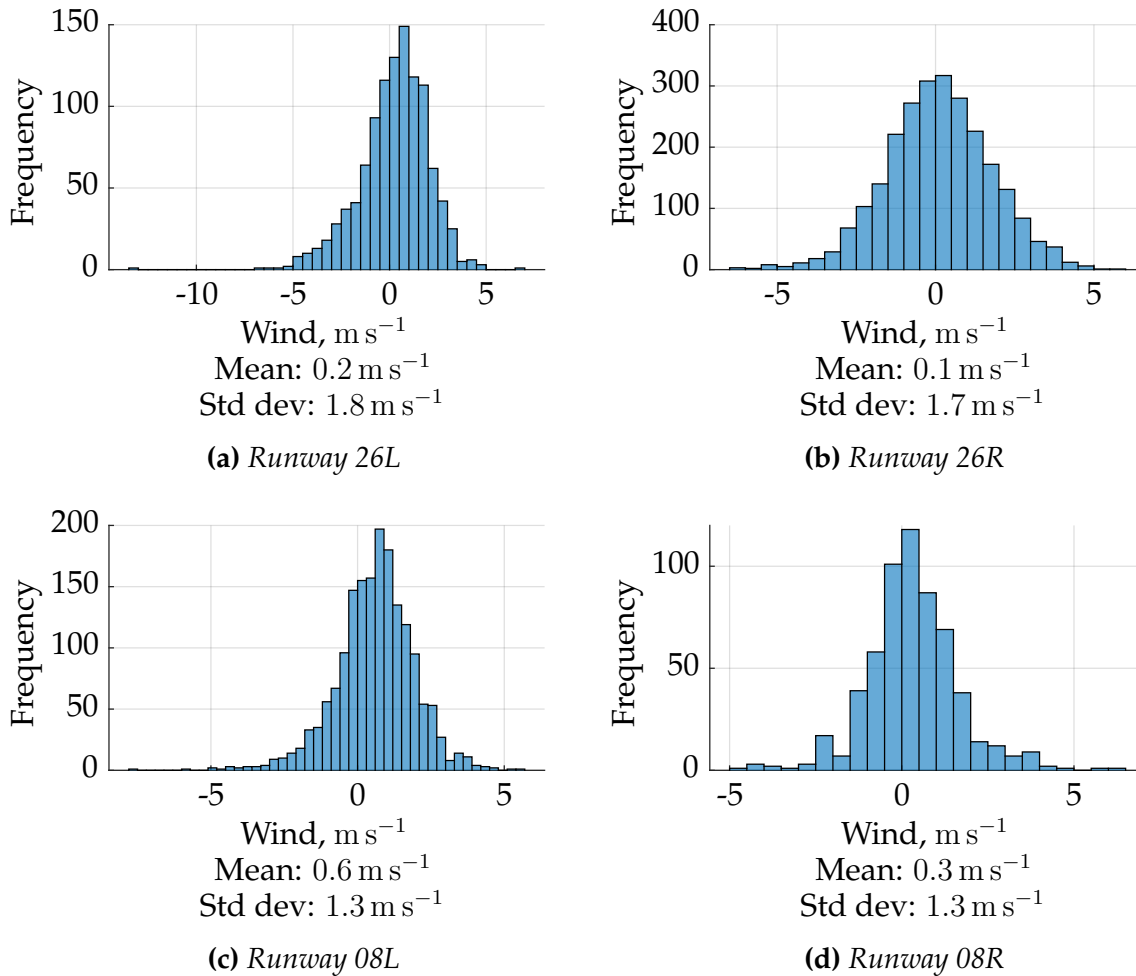 150
100
50
0
Frequency
-10
-5
0
5
Wind, m s⁻¹
Mean: 0.2 m s⁻¹
Std dev: 1.8 m s⁻¹
(a) Runway 26L
400
300
200
100
0
Frequency
-5
0
5
Wind, m s⁻¹
Mean: 0.1 m s⁻¹
Std dev: 1.7 m s⁻¹
(b) Runway 26R
200
150
100
50
0
Frequency
-5
0
5
Wind, m s⁻¹
Mean: 0.6 m s⁻¹
Std dev: 1.3 m s⁻¹
(c) Runway 08L
100
50
0
Frequency
-5
0
5
Wind, m s⁻¹
Mean: 0.3 m s⁻¹
Std dev: 1.3 m s⁻¹
(d) Runway 08R